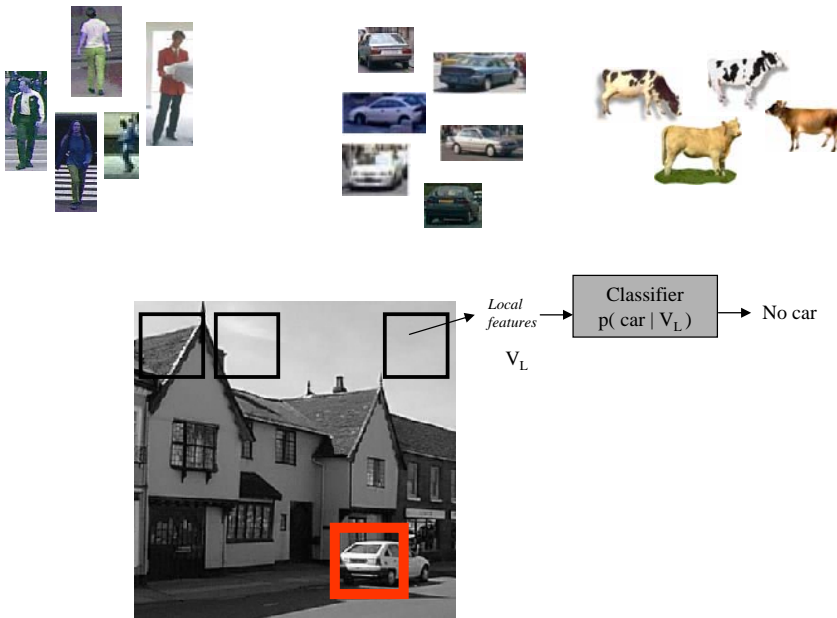 Local
features
V_L
Classifier
p( car | V_L )
No car